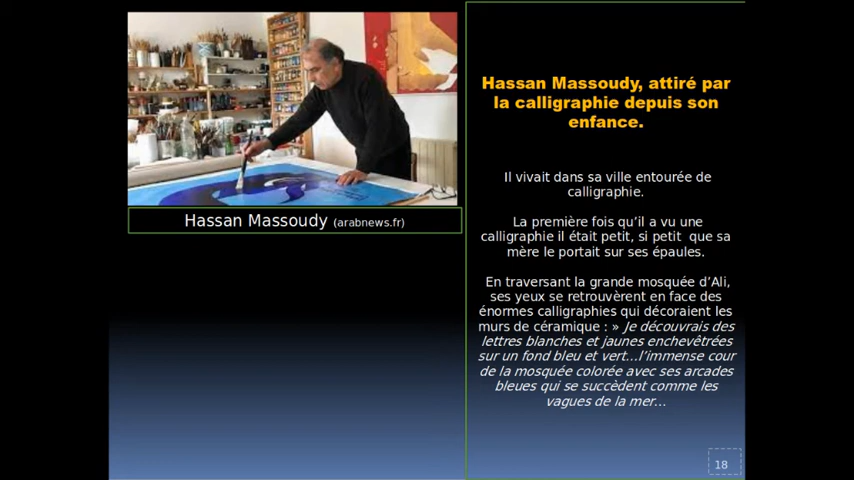 Hassan Massoudy (arabnews.fr)
Hassan Massoudy, attiré par
la calligraphie depuis son
enfance.
Il vivait dans sa ville entourée de
calligraphie.
La première fois qu’il a vu une
calligraphie il était petit, si petit  que sa
mère le portait sur ses épaules.
En traversant la grande mosquée d’Ali,
ses yeux se retrouvèrent en face des
énormes calligraphies qui décoraient les
murs de céramique : » Je découvrais des
lettres blanches et jaunes enchevêtrées
sur un fond bleu et vert…l’immense cour
de la mosquée colorée avec ses arcades
bleues qui se succèdent comme les
vagues de la mer…
18